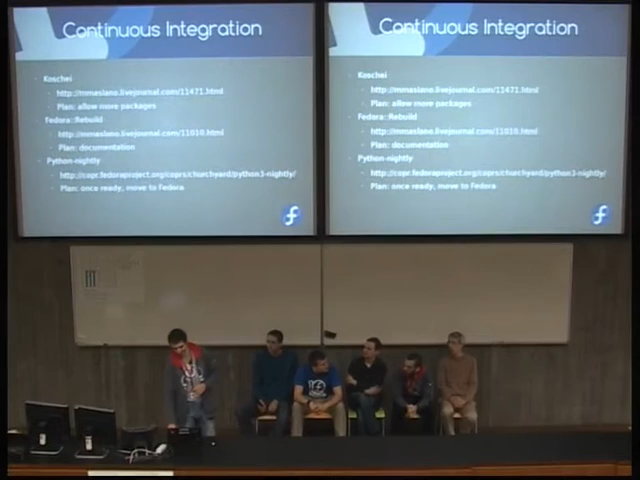 Continuous Integration
Koschei
http://mmaslano.livejournal.com/11471.html
Plan: allow more packages
Fedora::Rebuild
http://mmaslano.livejournal.com/11010.html
Plan: documentation
Python-nightly
http://copr.fedoraproject.org/coprs/churchyard/python3-nightly/
Plan: once ready, move to Fedora
Continuous Integration
Koschei
http://mmaslano.livejournal.com/11471.html
Plan: allow more packages
Fedora::Rebuild
http://mmaslano.livejournal.com/11010.html
Plan: documentation
Python-nightly
http://copr.fedoraproject.org/coprs/churchyard/python3-nightly/
Plan: once ready, move to Fedora